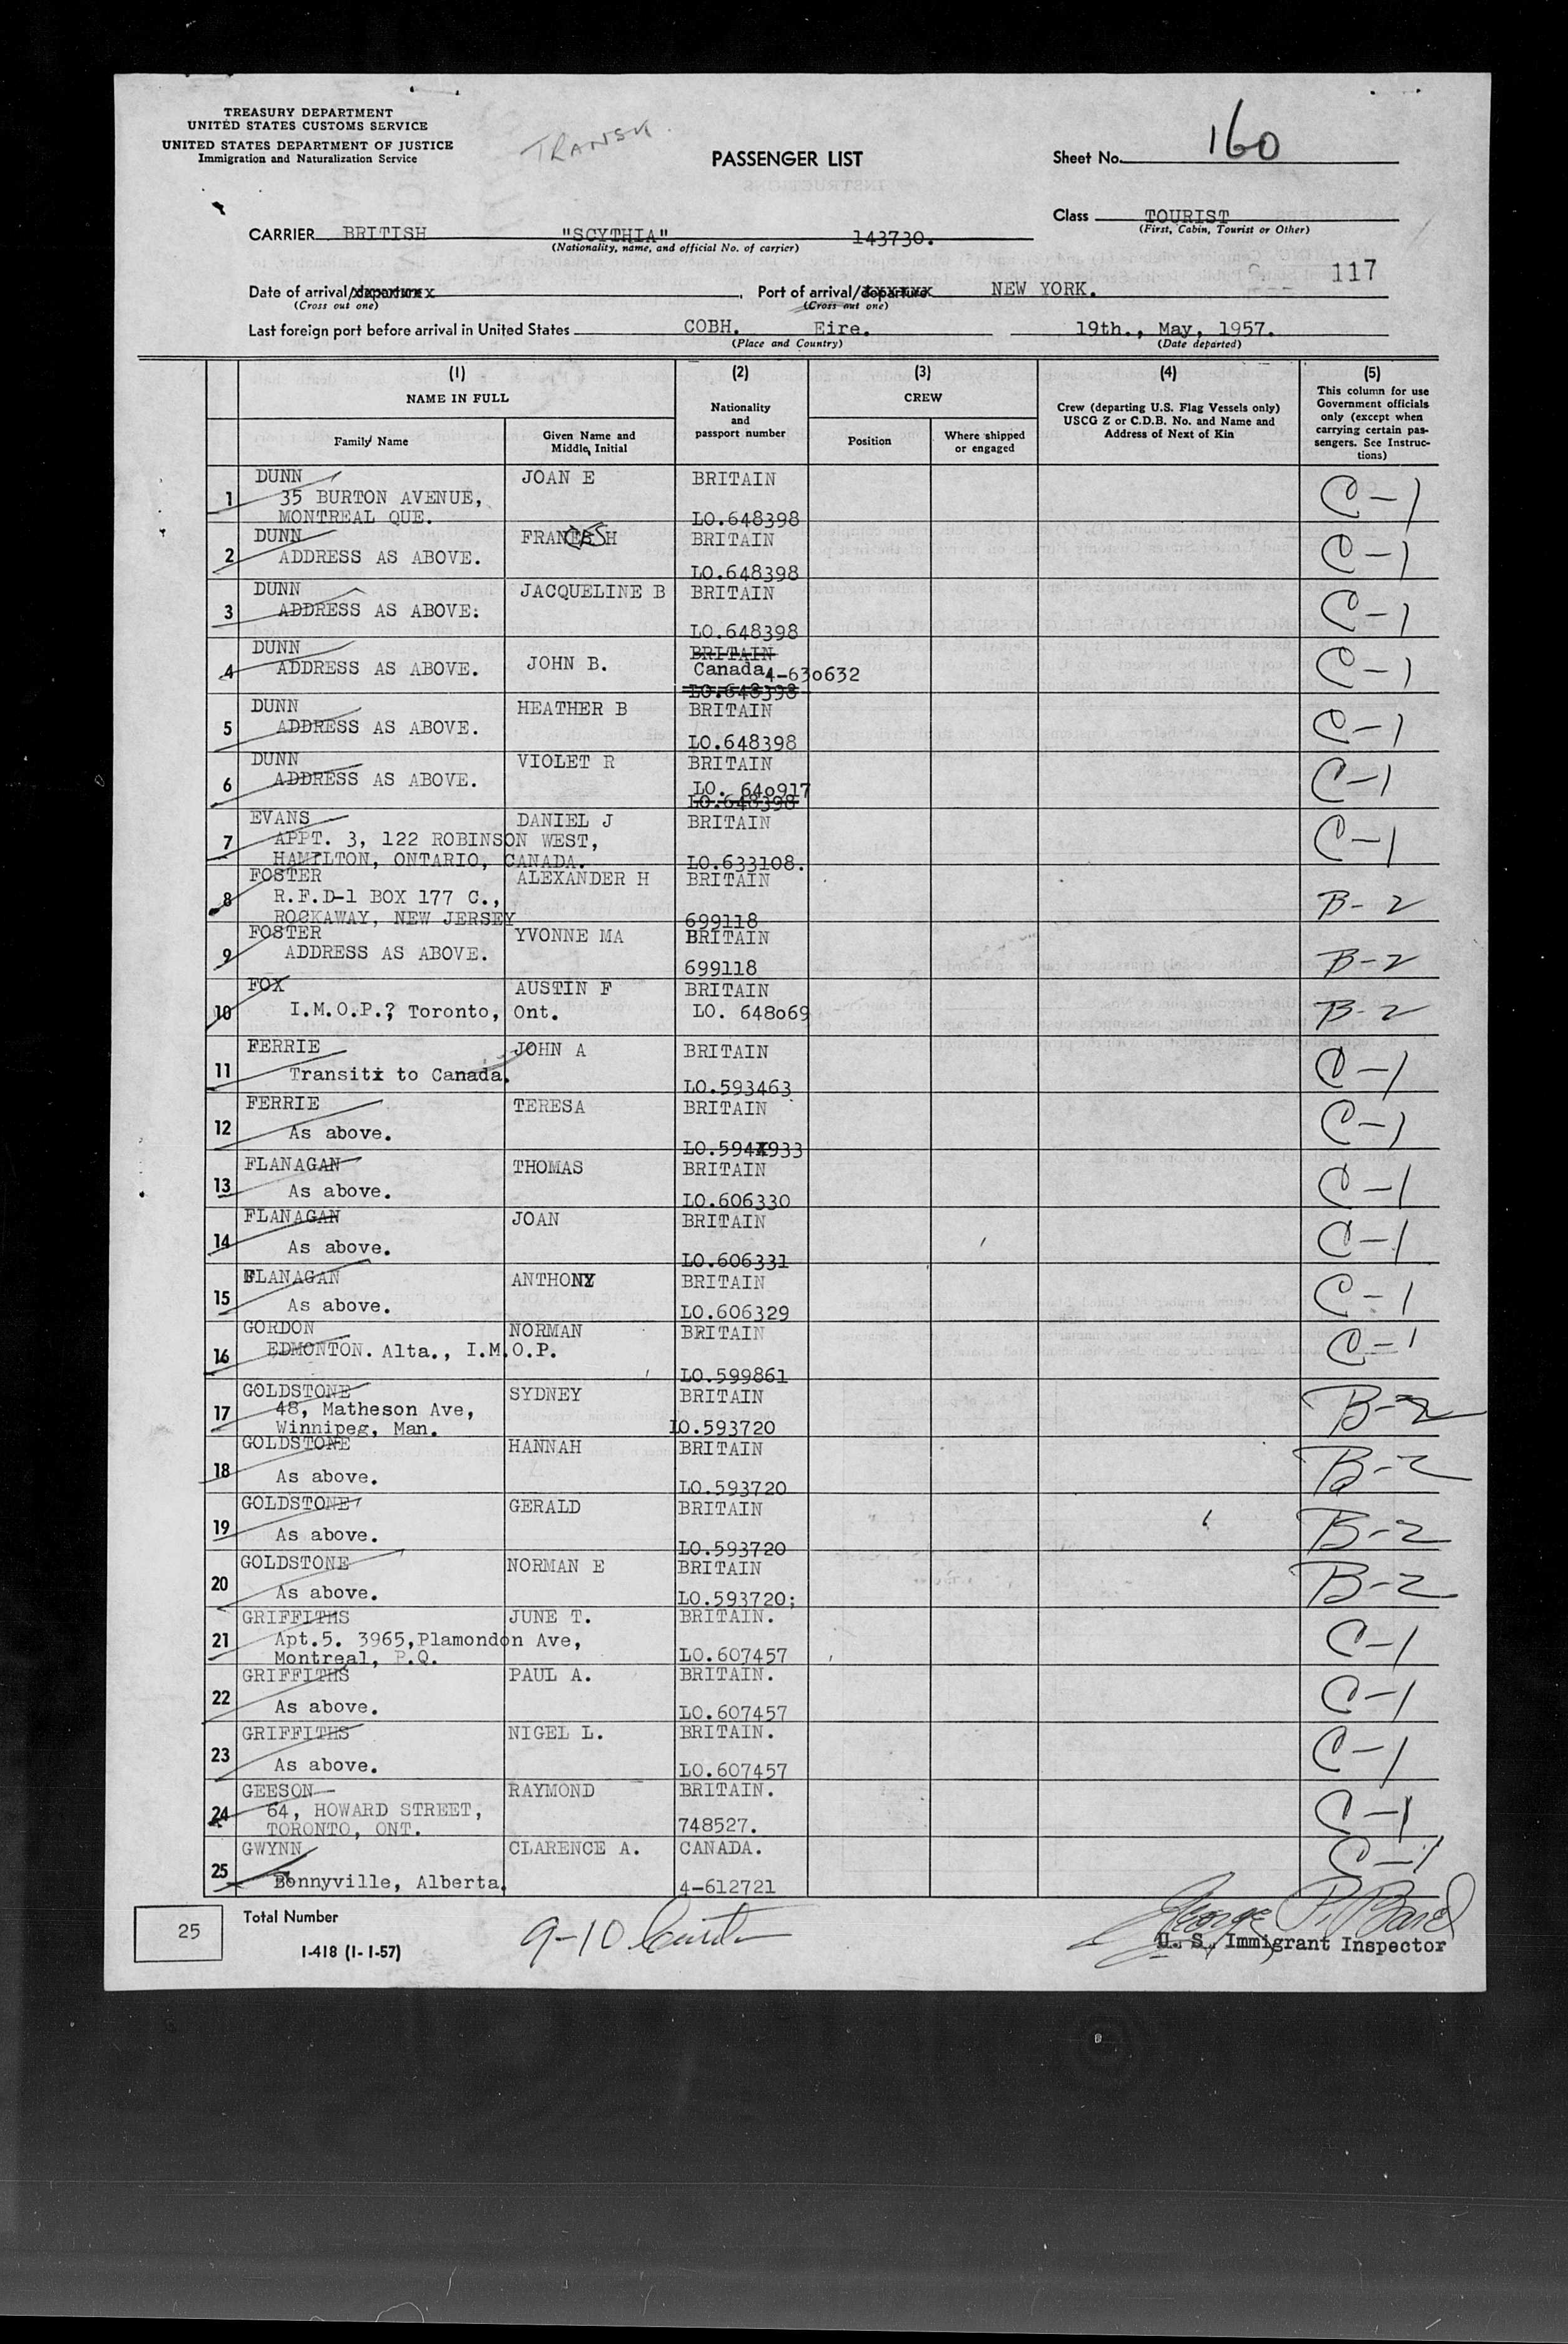 TREASURY DEPARTMENT
UNITED STATES CUSTOMS SERVICE
UNITED STATES DEPARTMENT OF JUSTICE
Immigration and Naturalization Service
TRANSIT
PASSENGER LIST
Sheet No. 160
Class TOURIST
(First, Cabin, Tourist or Other)
CARRIER BRITISH "SCYTHIA" 143730.
(Nationality, name, and official No. of carrier)
117
Date of arrival/departure, Port of arrival/departure NEW YORK.
(Cross out one) (Cross out one)
Last foreign port before arrival in United States COBH. Eire. 19th., May, 1957.
(Place and Country) (Date departed)
(1) (2) (3) (4) (5)
NAME IN FULL
Family Name
Given Name and Middle Initial
Nationality and passport number
CREW
Position
Where shipped or engaged
Crew (departing U.S. Flag Vessels only)
USCG Z or C.D.B. No. and Name and
Address of Next of Kin
This column for use
Government officials
only (except when
carrying certain pas-
sengers. See Instruc-
tions)
1 DUNN JOAN E BRITAIN C-1
35 BURTON AVENUE,
MONTREAL QUE. LO.648398
2 DUNN FRANCES H BRITAIN C-1
ADDRESS AS ABOVE. LO.648398
3 DUNN JACQUELINE B BRITAIN C-1
ADDRESS AS ABOVE. LO.648398
4 DUNN JOHN B. BRITAIN C-1
ADDRESS AS ABOVE. Canada 4-630632
LO.648398
5 DUNN HEATHER B BRITAIN C-1
ADDRESS AS ABOVE. LO.648398
6 DUNN VIOLET R BRITAIN C-1
ADDRESS AS ABOVE. LO. 640917
LO.648398
7 EVANS DANIEL J BRITAIN C-1
APPT. 3, 122 ROBINSON WEST,
HAMILTON, ONTARIO, CANADA. LO.633108.
8 FOSTER ALEXANDER H BRITAIN B-2
R.F.D-1 BOX 177 C.,
ROCKAWAY, NEW JERSEY 699118
9 FOSTER YVONNE MA BRITAIN B-2
ADDRESS AS ABOVE. 699118
10 FOX AUSTIN F BRITAIN B-2
I.M.O.P.? Toronto, Ont. LO. 648069
11 FERRIE JOHN A BRITAIN C-1
Transiti to Canada. LO.593463
12 FERRIE TERESA BRITAIN C-1
As above. LO.594X933
13 FLANAGAN THOMAS BRITAIN C-1
As above. LO.606330
14 FLANAGAN JOAN BRITAIN C-1
As above. LO.606331
15 FLANAGAN ANTHONY BRITAIN C-1
As above. LO.606329
16 GORDON NORMAN BRITAIN C-1
EDMONTON. Alta., I.M.O.P. LO.599861
17 GOLDSTONE SYDNEY BRITAIN B-2
48, Matheson Ave,
Winnipeg, Man. LO.593720
18 GOLDSTONE HANNAH BRITAIN B-2
As above. LO.593720
19 GOLDSTONE GERALD BRITAIN B-2
As above. LO.593720
20 GOLDSTONE NORMAN E BRITAIN B-2
As above. LO.593720;
21 GRIFFITHS JUNE T. BRITAIN. C-1
Apt.5. 3965,Plamondon Ave,
Montreal, P.Q. LO.607457
22 GRIFFITHS PAUL A. BRITAIN. C-1
As above. LO.607457
23 GRIFFITHS NIGEL L. BRITAIN. C-1
As above. LO.607457
24 GEESON RAYMOND BRITAIN. C-1
64, HOWARD STREET,
TORONTO, ONT. 748527.
25 GWYNN CLARENCE A. CANADA. C-1
Bonnyville, Alberta. 4-612721
25 Total Number
I-418 (1-1-57)
9-10
George
U. S. Immigrant Inspector